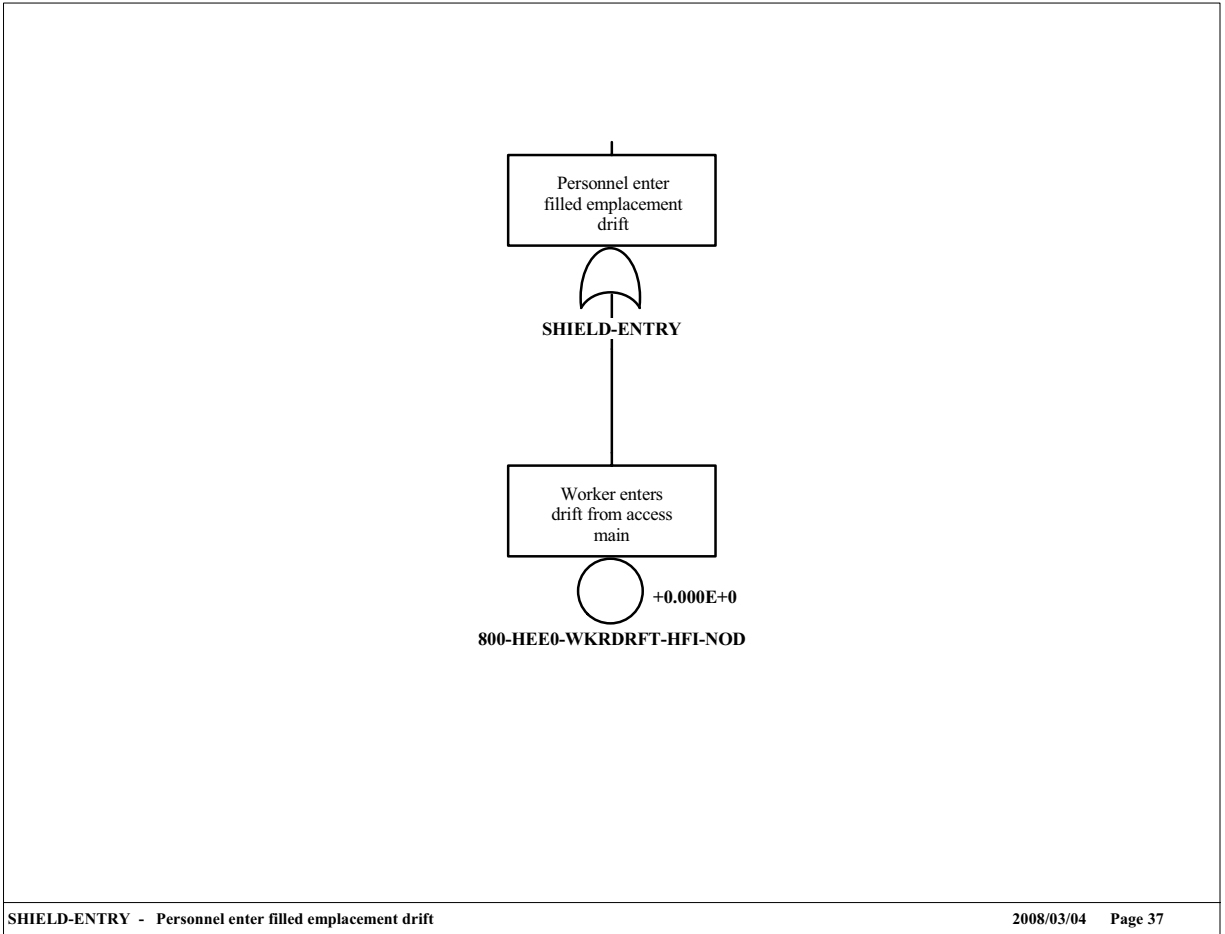 Personnel enter
filled emplacement
drift
SHIELD-ENTRY
Worker enters
drift from access
main
+0.000E+0
800-HEE0-WKRDRFT-HFI-NOD
SHIELD-ENTRY - Personnel enter filled emplacement drift 2008/03/04 Page 37